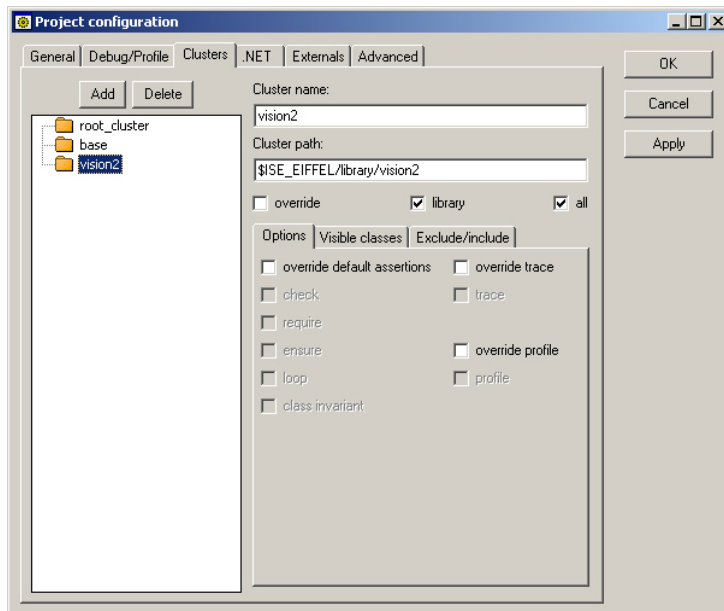 Project configuration
General Debug/Profile Clusters .NET Externals Advanced
OK
Cancel
Apply
Add Delete
root_cluster
base
vision2
Cluster name:
vision2
Cluster path:
$ISE_EIFFEL/library/vision2
override library all
Options Visible classes Exclude/include
override default assertions override trace
check trace
require
ensure override profile
loop profile
class invariant